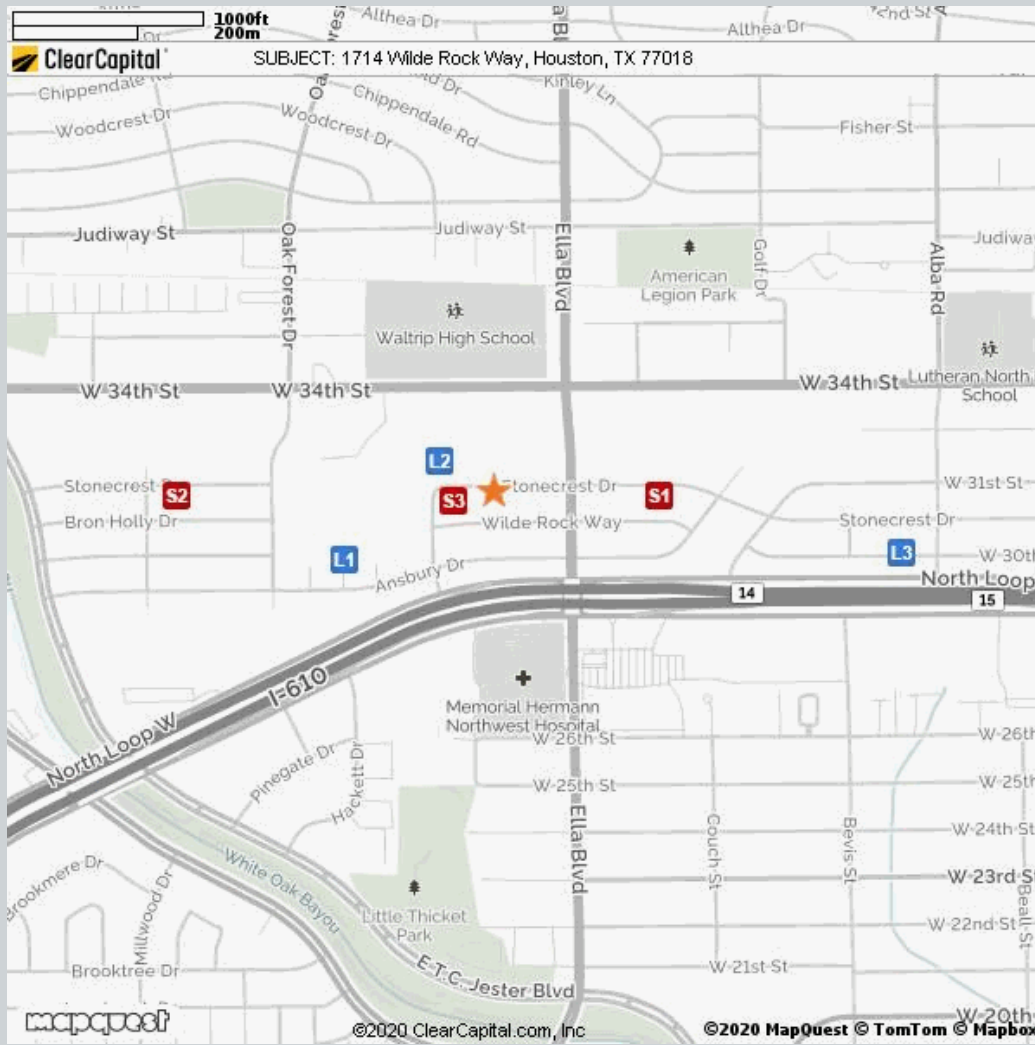 1000ft
200m
Althea Dr
Althea Dr
ClearCapital
SUBJECT: 1714 Wilde Rock Way, Houston, TX 77018
Chippendale Rd
Chippendale Rd
Kinley Ln
Woodcrest Dr
Woodcrest Dr
Fisher St
Judiway St
Judiway St
Oak Forest Dr
Ella Blvd
American
Legion Park
Golf Dr
Alba Rd
Waltrip High School
W 34th St
W 34th St
W 34th St
Lutheran North
School
L2
Stonecrest
S2
S3
Stonecrest Dr
S1
W 31st St
Bron Holly Dr
Wilde Rock Way
Stonecrest Dr
L1
L3
W 30th
Ansbury Dr
North Loop
14
15
I-610
North Loop W
Memorial Hermann
Northwest Hospital
W 26th St
W 26th
Pinegate Dr
Hackett Dr
W 25th St
W 25th
Ella Blvd
Couch St
Bevis St
W 24th St
W 23rd S
Beall St
White Oak Bayou
Brookmere Dr
Millwood Dr
Little Thicket
Park
W 22nd St
W 21st St
Brooktree Dr
E.T.C. Jester Blvd
W 20th
mapquest
©2020 ClearCapital.com, Inc
©2020 MapQuest © TomTom © Mapbox